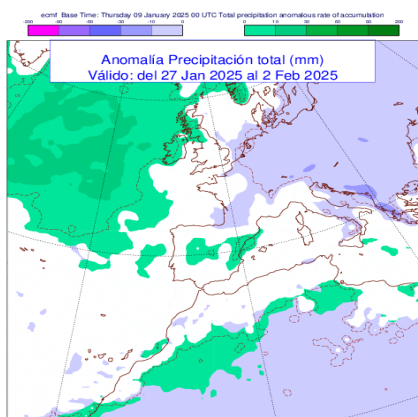 ecmf Base Time: Thursday 09 January 2025 00 UTC Total precipitation anomalous rate of accumulation
Anomalía Precipitación total (mm)
Válido: del 27 Jan 2025 al 2 Feb 2025